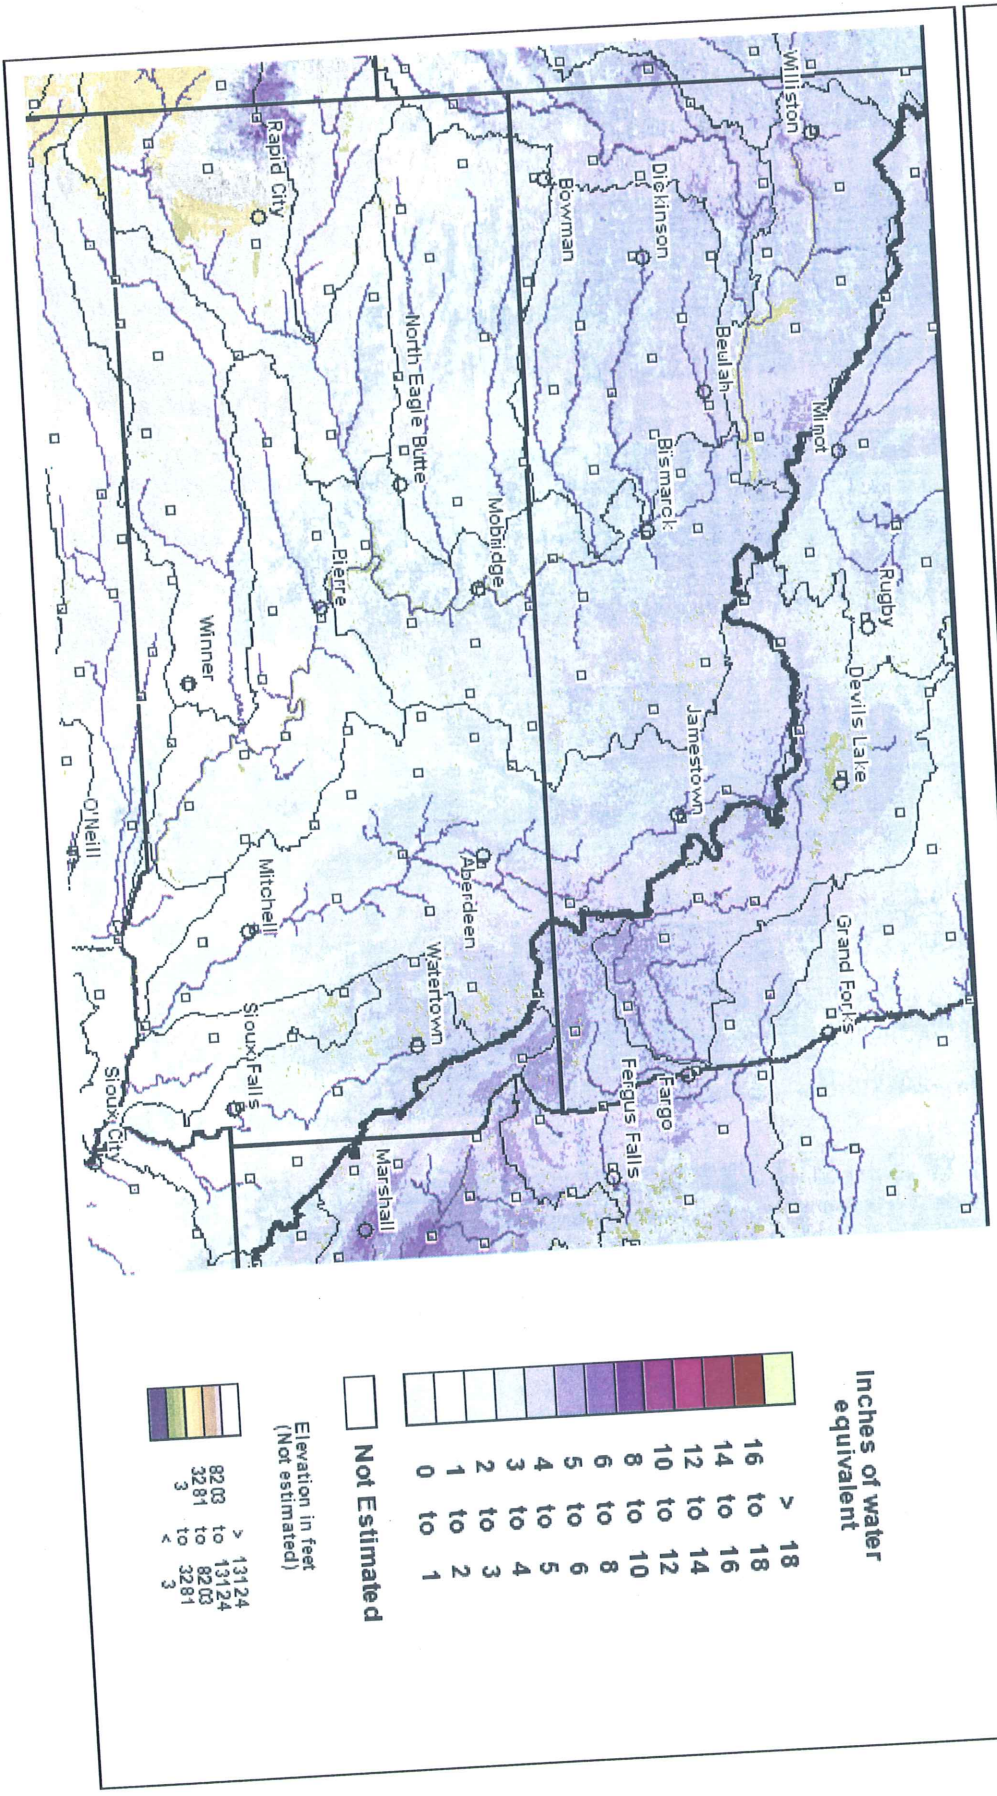 Williston
Minot
Rugby
Devils Lake
Grand Forks
Dickinson
Beulah
Bismarck
Jamestown
Fargo
Bowman
Fergus Falls
Mobridge
Aberdeen
North Eagle Butte
Watertown
Marshall
Rapid City
Pierre
Mitchell
Sioux Falls
Winner
O'Neill
Sioux City
Inches of water
equivalent
> 18
16 to 18
14 to 16
12 to 14
10 to 12
8 to 10
6 to 8
5 to 6
4 to 5
3 to 4
2 to 3
1 to 2
0 to 1
Not Estimated
Elevation in feet
(Not estimated)
> 13124
8203 to 13124
3281 to 8203
3 to 3281
< 3